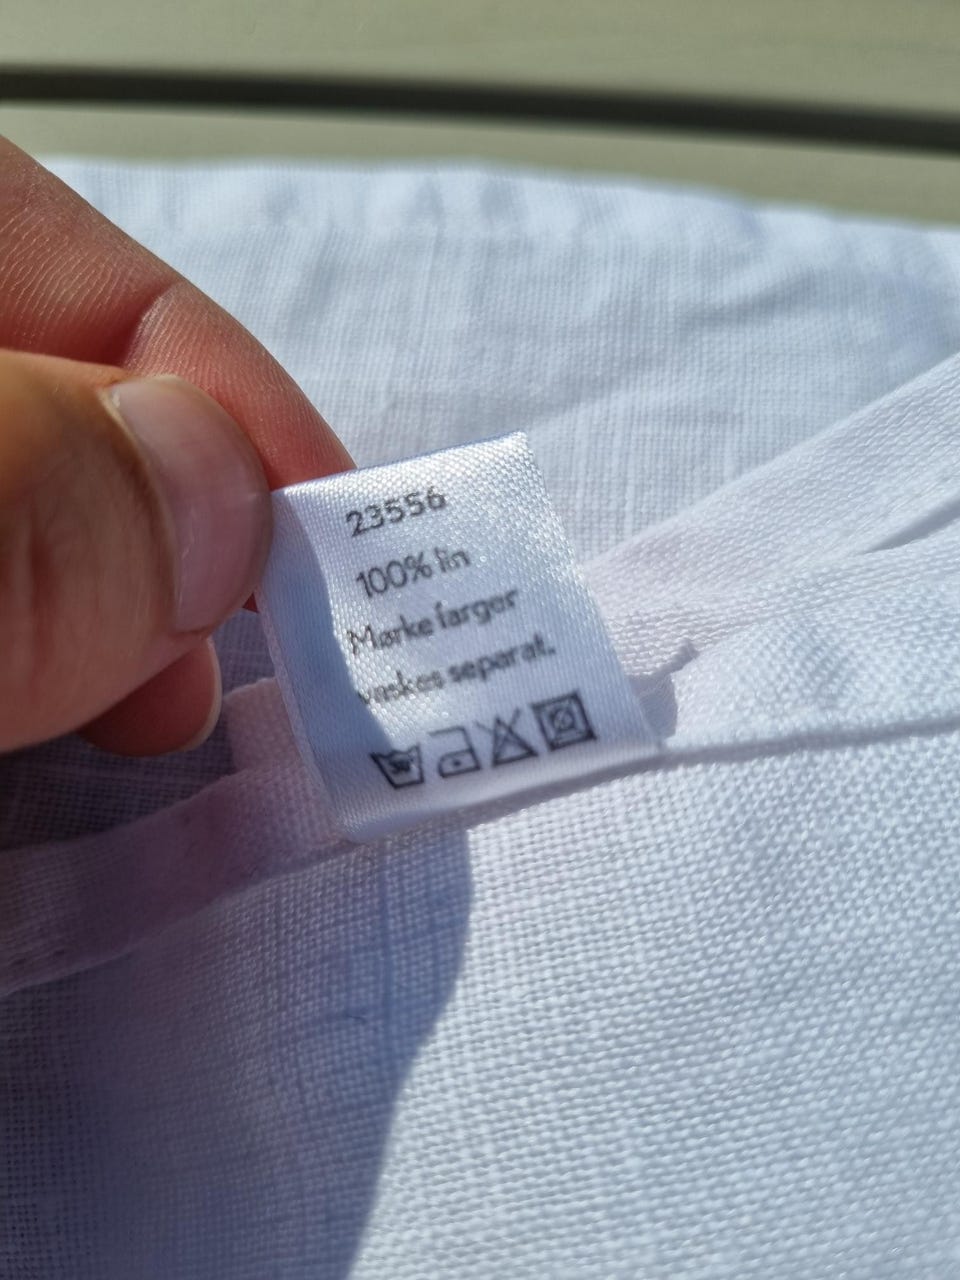 23556
100% lin
Mørke farger
vaskes separat.